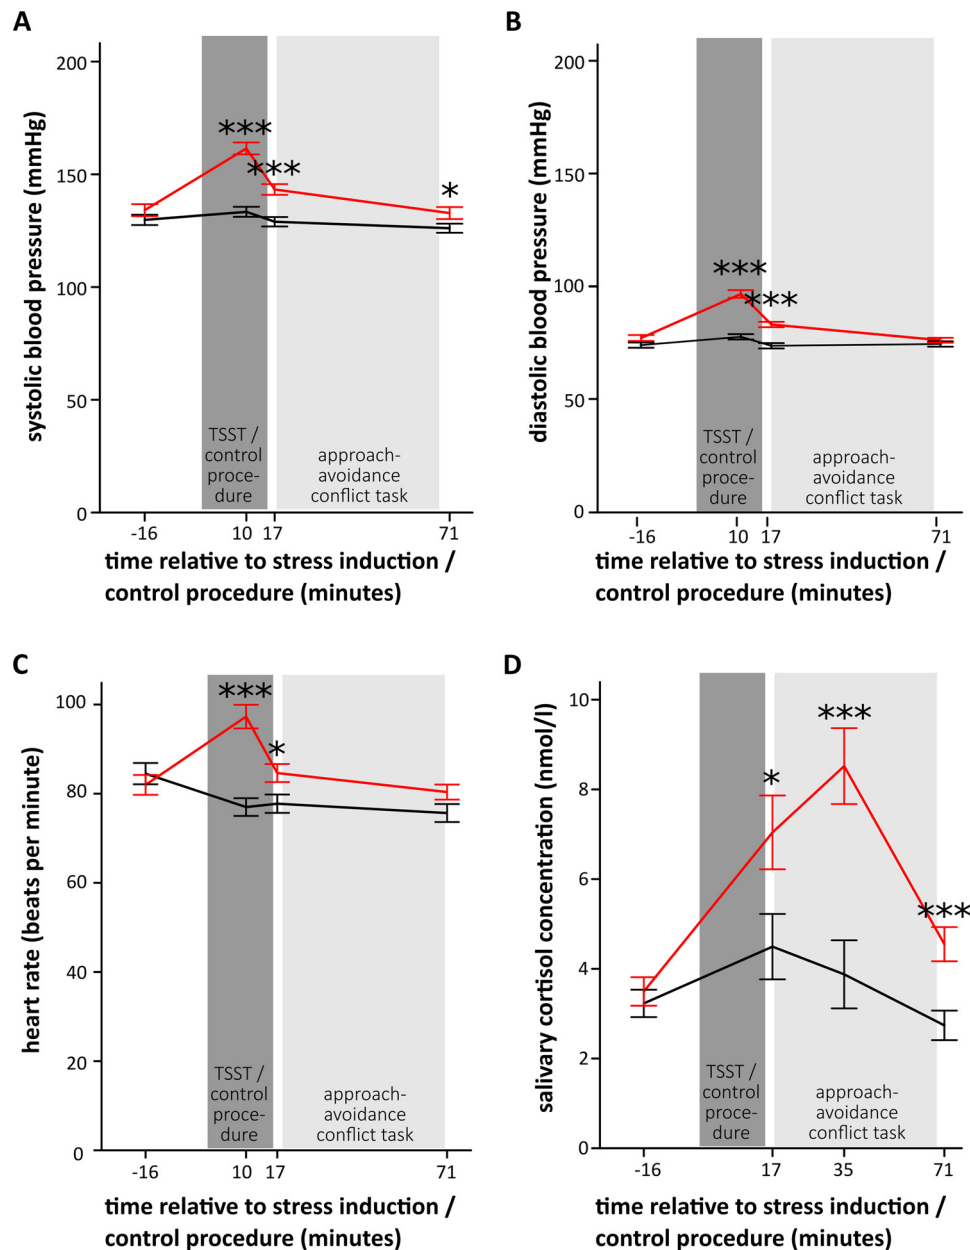 A
systolic blood pressure (mmHg)
200
150
100
50
0
***
***
*
TSST /
control
proce-
dure
approach-
avoidance
conflict task
-16
10
17
71
time relative to stress induction /
control procedure (minutes)
B
diastolic blood pressure (mmHg)
200
150
100
50
0
***
***
TSST /
control
proce-
dure
approach-
avoidance
conflict task
-16
10
17
71
time relative to stress induction /
control procedure (minutes)
C
heart rate (beats per minute)
100
80
60
40
20
0
***
*
TSST /
control
proce-
dure
approach-
avoidance
conflict task
-16
10
17
71
time relative to stress induction /
control procedure (minutes)
D
salivary cortisol concentration (nmol/l)
10
8
6
4
2
0
*
***
***
TSST /
control
proce-
dure
approach-
avoidance
conflict task
-16
17
35
71
time relative to stress induction /
control procedure (minutes)